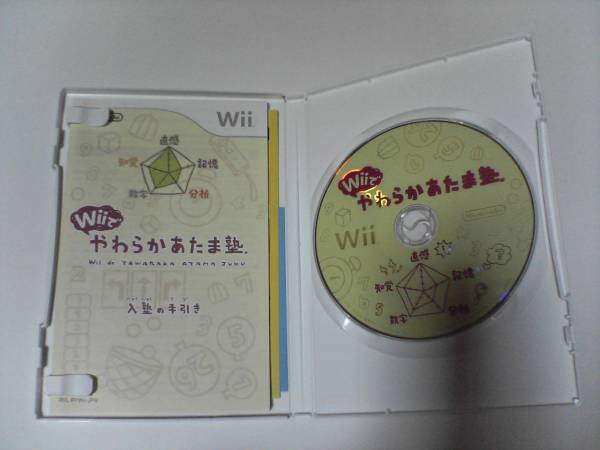 Wii
直感
知覚
記憶
数字
分析
Wiiで
やわらかあたま塾。
Wii de YAWARAKA ATAMA JUKU
入塾の手引き
Wiiで
やわらかあたま塾。
Nintendo
Wii
直感
知覚
記憶
数字
分析